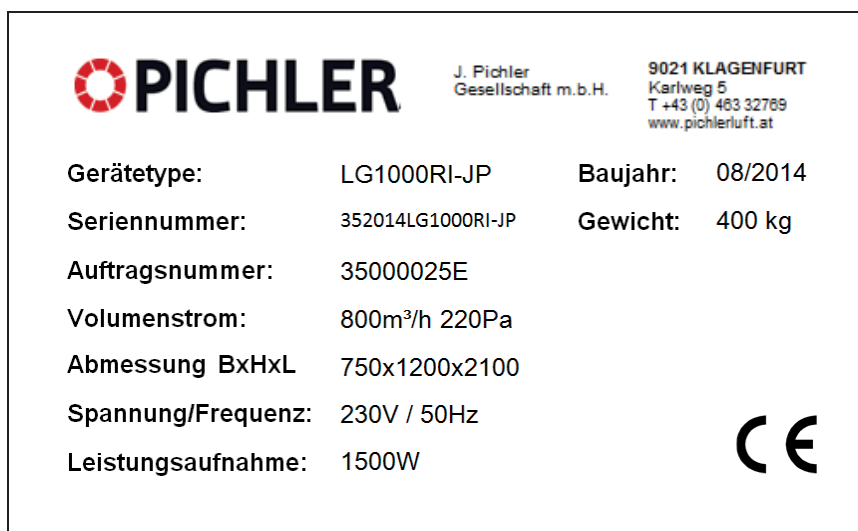 PICHLER
J. Pichler
Gesellschaft m.b.H.
9021 KLAGENFURT
Karlweg 5
T +43 (0) 463 32769
www.pichlerluft.at
Gerätetype: LG1000RI-JP Baujahr: 08/2014
Seriennummer: 352014LG1000RI-JP Gewicht: 400 kg
Auftragsnummer: 35000025E
Volumenstrom: 800m³/h 220Pa
Abmessung BxHxL 750x1200x2100
Spannung/Frequenz: 230V / 50Hz
Leistungsaufnahme: 1500W
CE